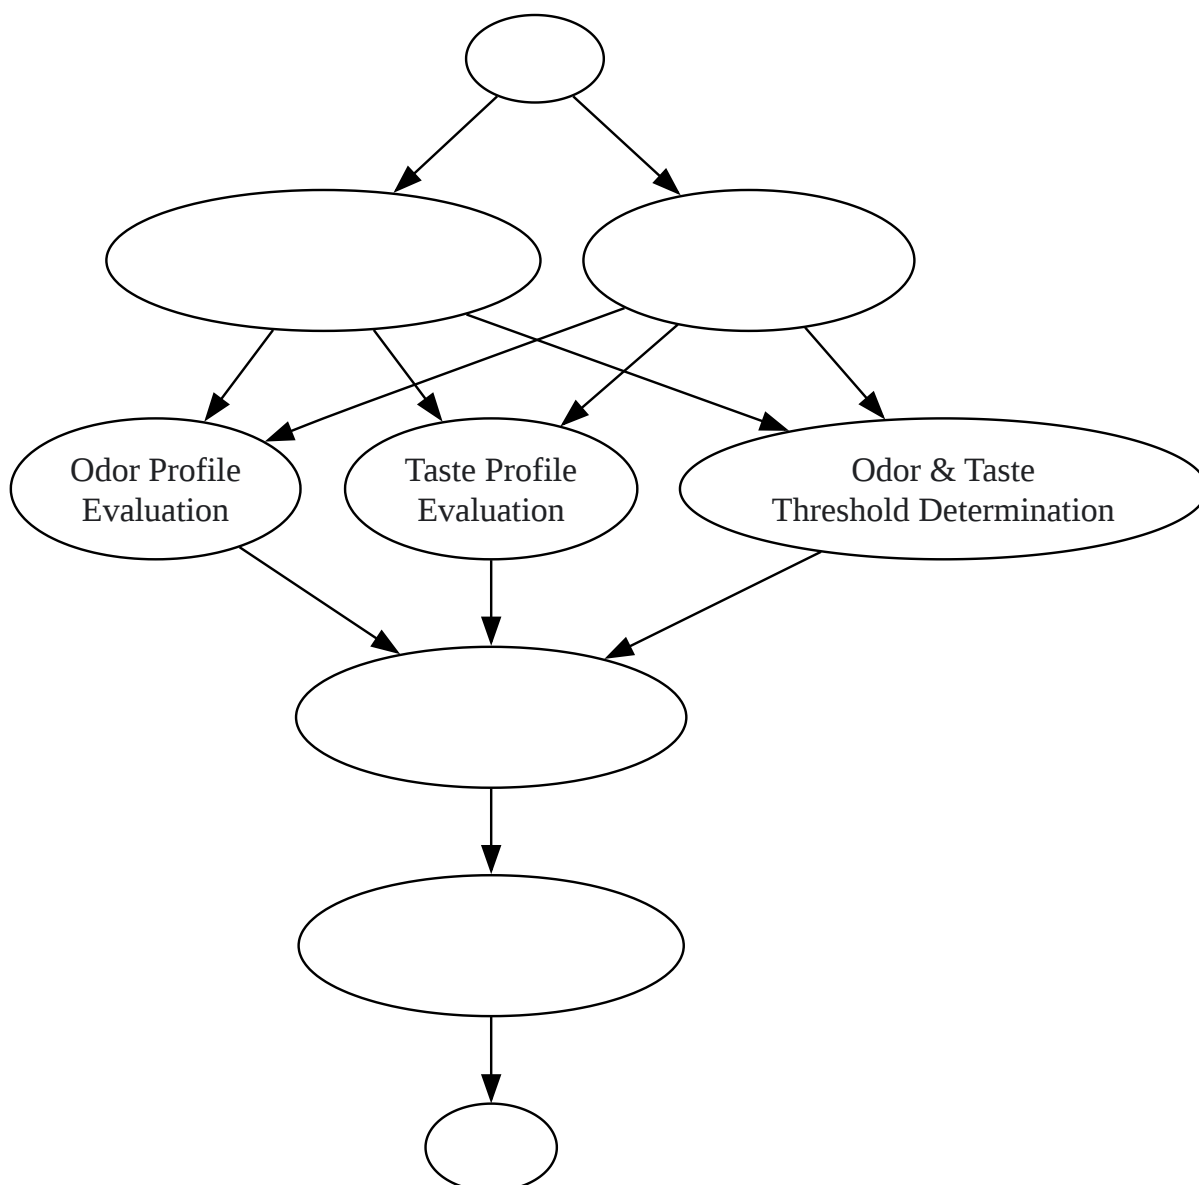 Odor Profile
Evaluation
Taste Profile
Evaluation
Odor & Taste
Threshold Determination